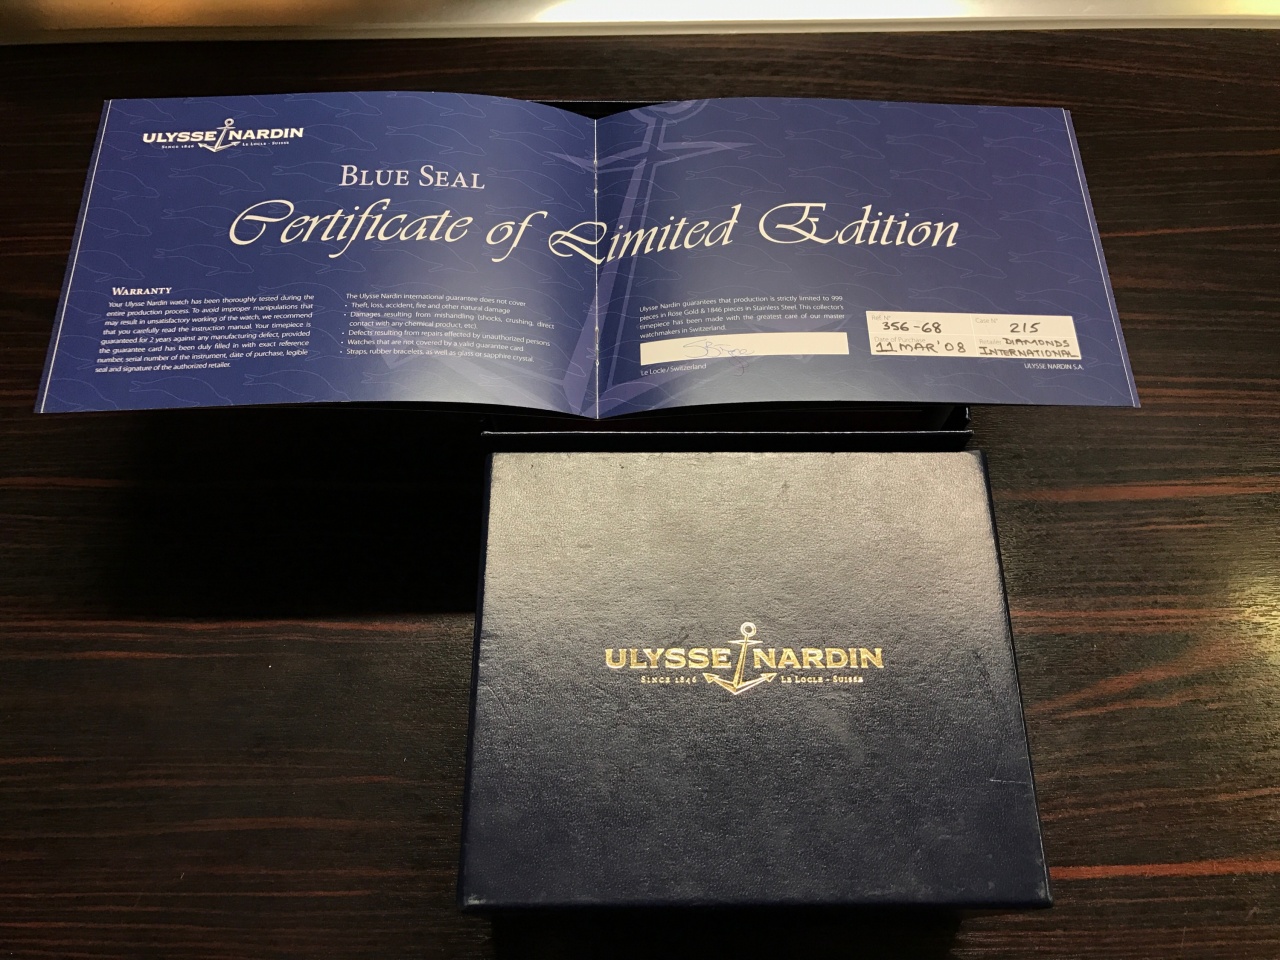 ULYSSE NARDIN
SINCE 1846 LE LOCLE - SUISSE
BLUE SEAL
Certificate of Limited Edition
WARRANTY
Your Ulysse Nardin watch has been thoroughly tested during the
entire production process. To avoid improper manipulations that
may result in unsatisfactory working of the watch, we recommend
that you carefully read the instruction manual. Your timepiece is
guaranteed for 2 years against any manufacturing defect, provided
the guarantee card has been duly filled in with exact reference
number, serial number of the instrument, date of purchase, legible
seal and signature of the authorized retailer.
The Ulysse Nardin international guarantee does not cover
• Theft, loss, accident, fire and other natural damage
• Damages resulting from mishandling (shocks, crushing, direct
contact with any chemical product, etc).
• Defects resulting from repairs affected by unauthorized persons
• Watches that are not covered by a valid guarantee card
• Straps, rubber bracelets, as well as glass or sapphire crystal
Ulysse Nardin guarantees that production is strictly limited to 999
pieces in Rose Gold & 1846 pieces in Stainless Steel. This collector's
timepiece has been made with the greatest care of our master
watchmakers in Switzerland.
Le Locle / Switzerland
Ref. N° 356-68 Case N° 215
Date of Purchase 11 MAR '08 Retailer DIAMONDS
INTERNATIONAL
ULYSSE NARDIN S.A.
ULYSSE NARDIN
SINCE 1846 LE LOCLE - SUISSE